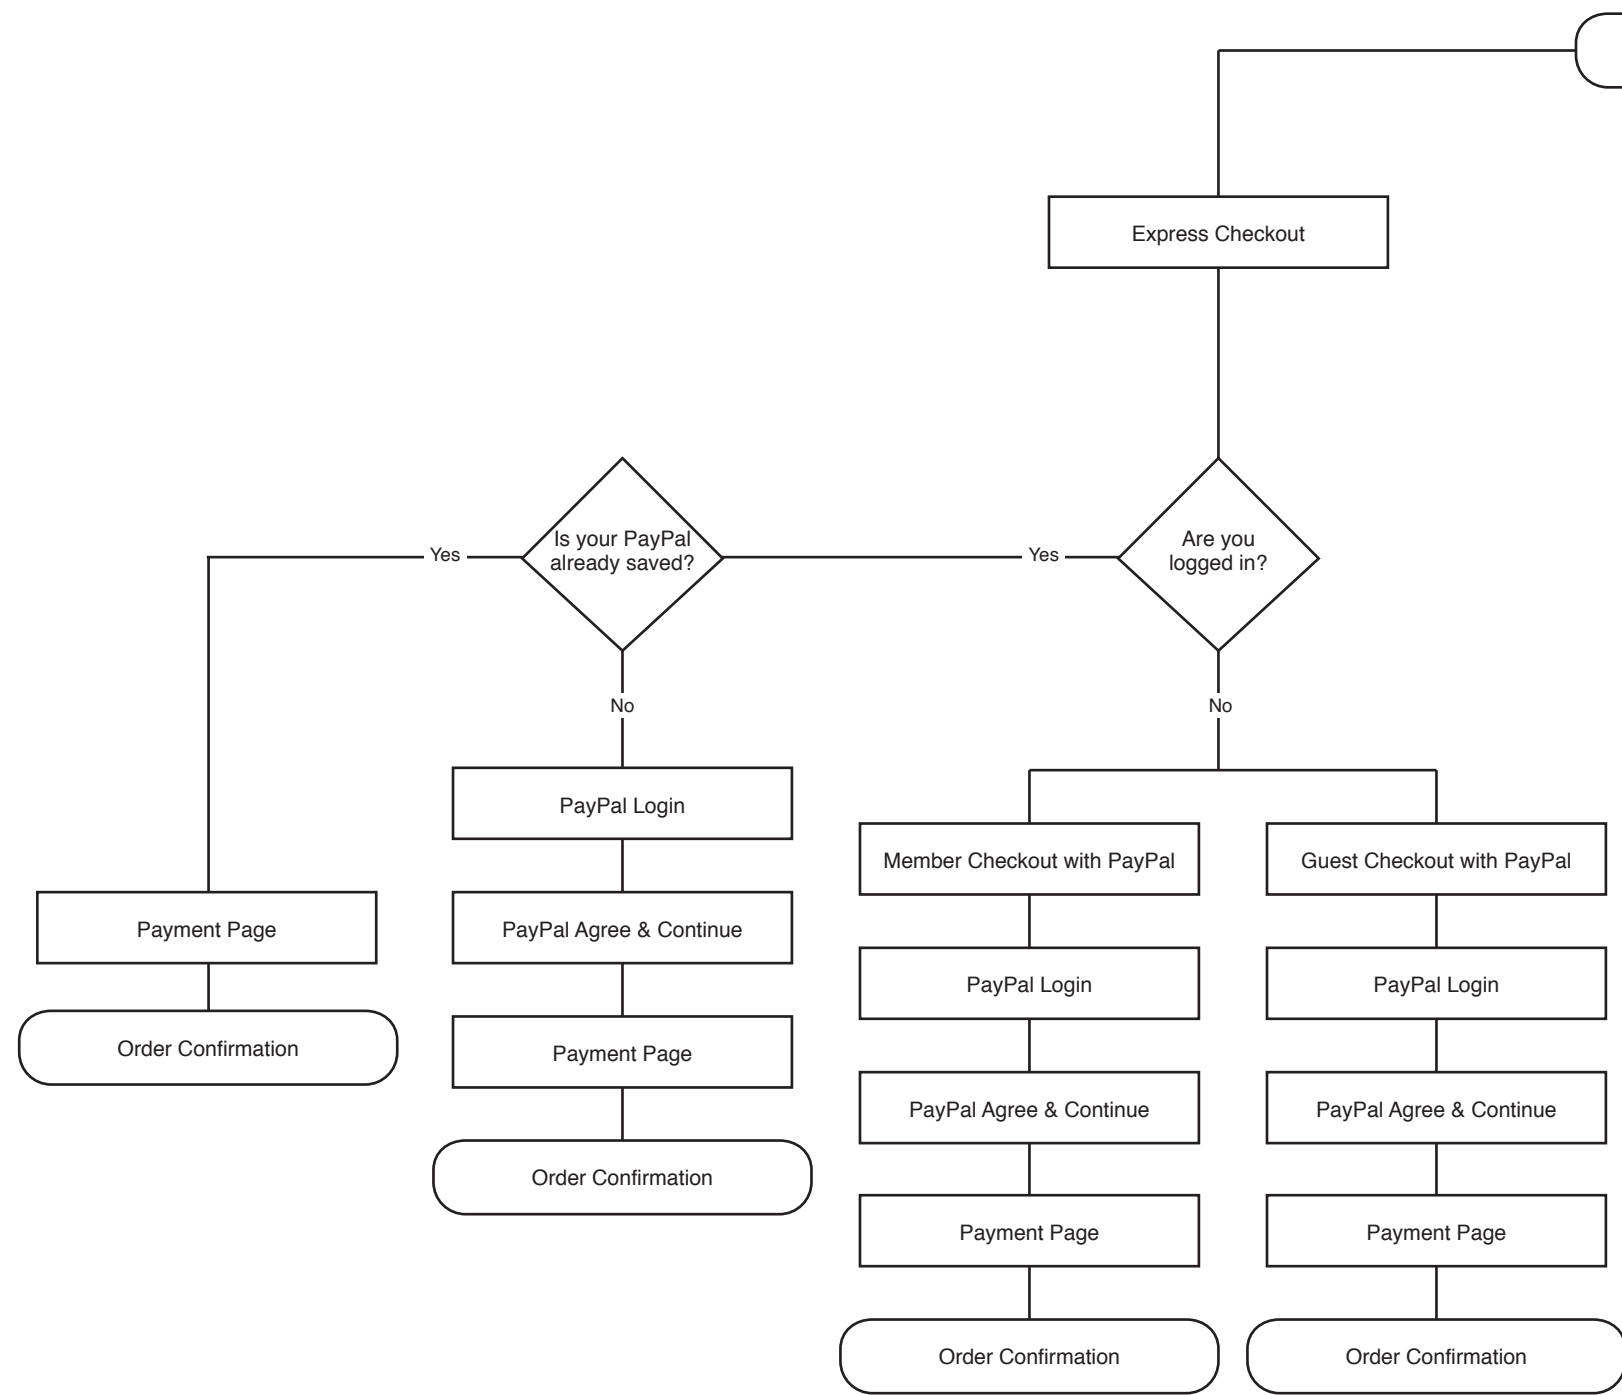 Express Checkout
Is your PayPal
already saved?
Yes
Yes
Are you
logged in?
No
No
PayPal Login
Member Checkout with PayPal
Guest Checkout with PayPal
Payment Page
PayPal Agree & Continue
PayPal Login
PayPal Login
Order Confirmation
Payment Page
PayPal Agree & Continue
PayPal Agree & Continue
Order Confirmation
Payment Page
Payment Page
Order Confirmation
Order Confirmation